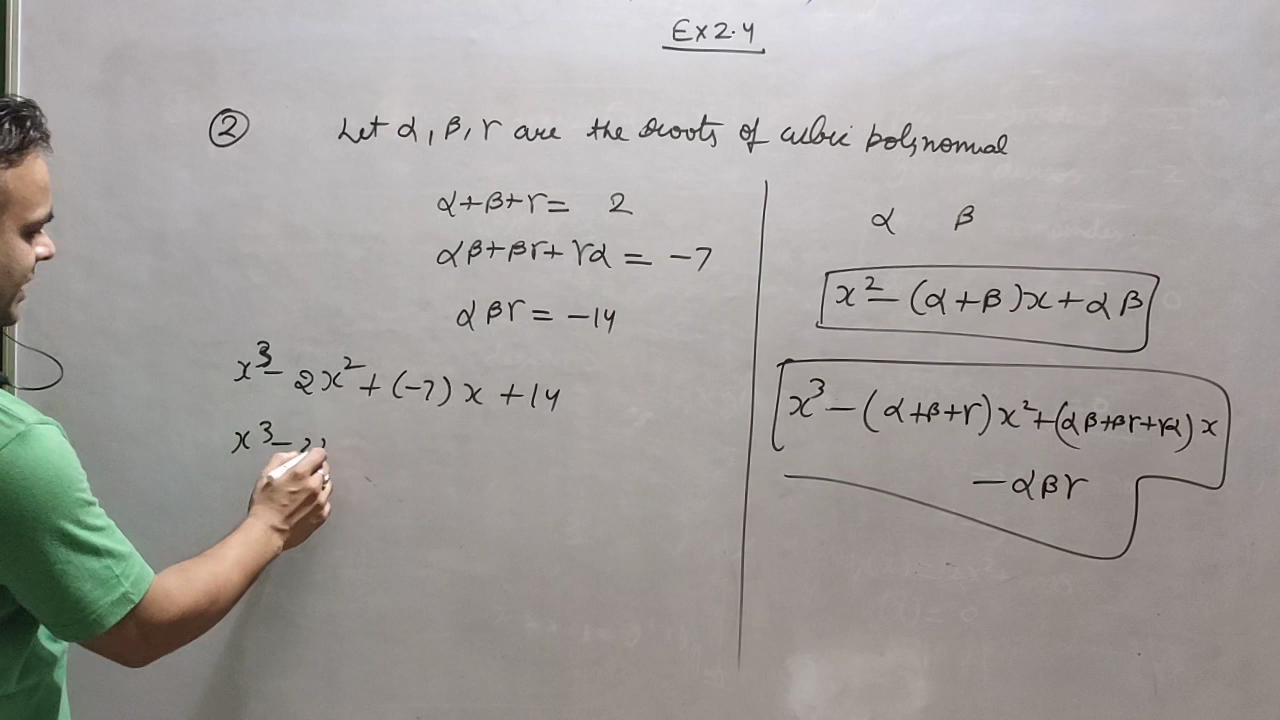 Ex 2.4
② Let α, β, γ are the roots of cubic polynomial
α+β+γ = 2
αβ+βγ+γα = -7
αβγ = -14
x³ - 2x² + (-7)x + 14
x³ -
α β
x² - (α+β)x + αβ
x³ - (α+β+γ)x² + (αβ+βγ+γα)x
- αβγ